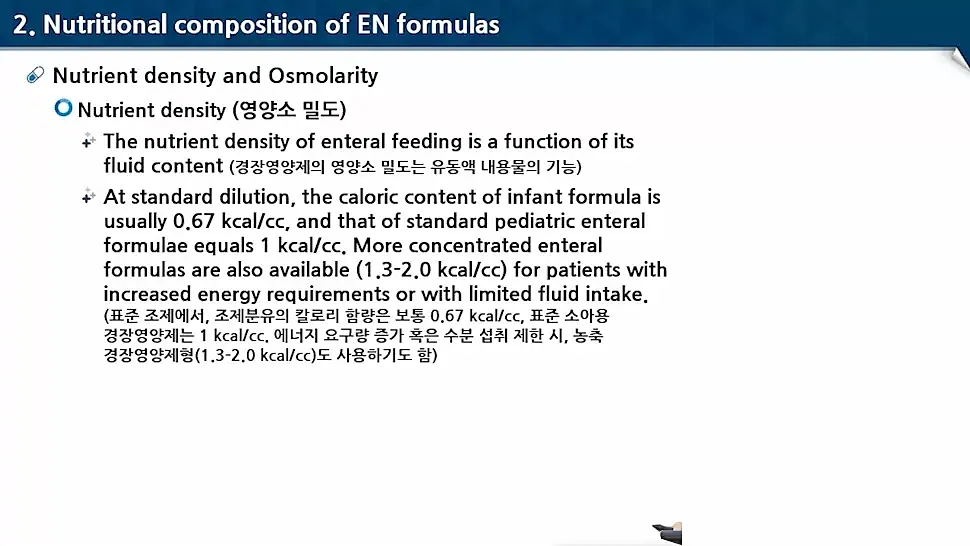 2. Nutritional composition of EN formulas
Nutrient density and Osmolarity
Nutrient density (영양소 밀도)
The nutrient density of enteral feeding is a function of its
fluid content (경장영양제의 영양소 밀도는 유동액 내용물의 기능)
At standard dilution, the caloric content of infant formula is
usually 0.67 kcal/cc, and that of standard pediatric enteral
formulae equals 1 kcal/cc. More concentrated enteral
formulas are also available (1.3-2.0 kcal/cc) for patients with
increased energy requirements or with limited fluid intake.
(표준 조제에서, 조제분유의 칼로리 함량은 보통 0.67 kcal/cc, 표준 소아용
경장영양제는 1 kcal/cc. 에너지 요구량 증가 혹은 수분 섭취 제한 시, 농축
경장영양제형(1.3-2.0 kcal/cc)도 사용하기도 함)